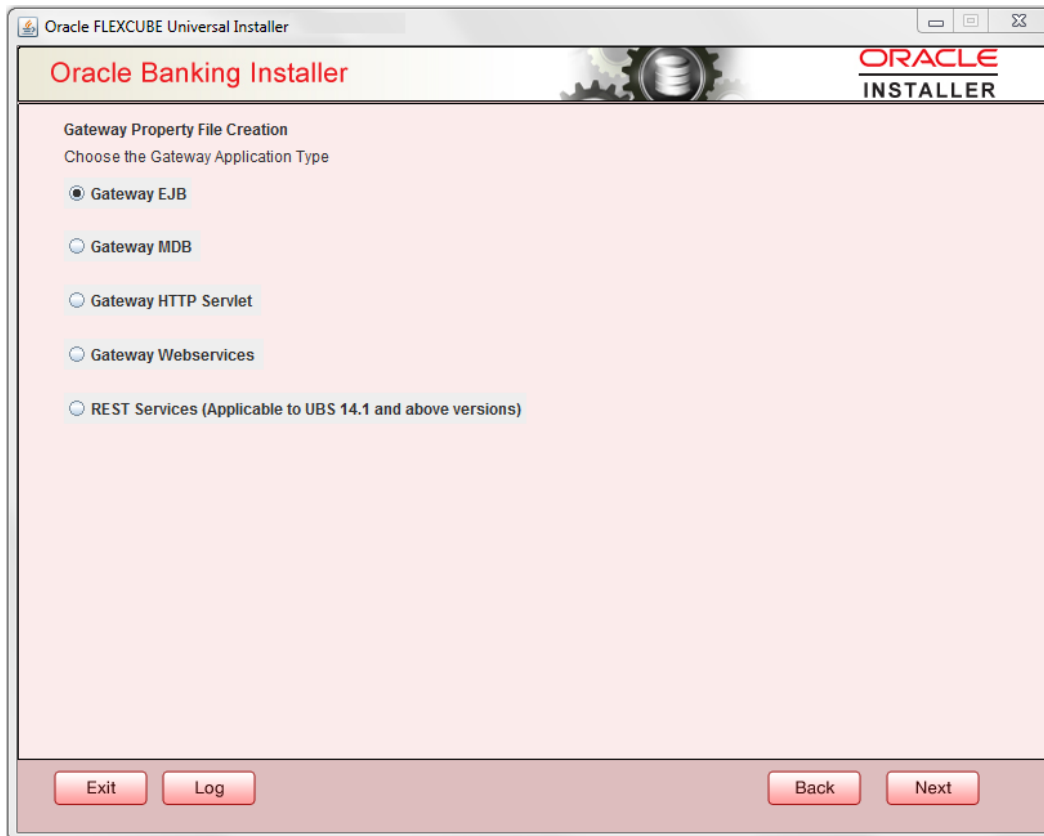 Oracle FLEXCUBE Universal Installer
Oracle Banking Installer
ORACLE
INSTALLER
Gateway Property File Creation
Choose the Gateway Application Type
Gateway EJB
Gateway MDB
Gateway HTTP Servlet
Gateway Webservices
REST Services (Applicable to UBS 14.1 and above versions)
Exit
Log
Back
Next